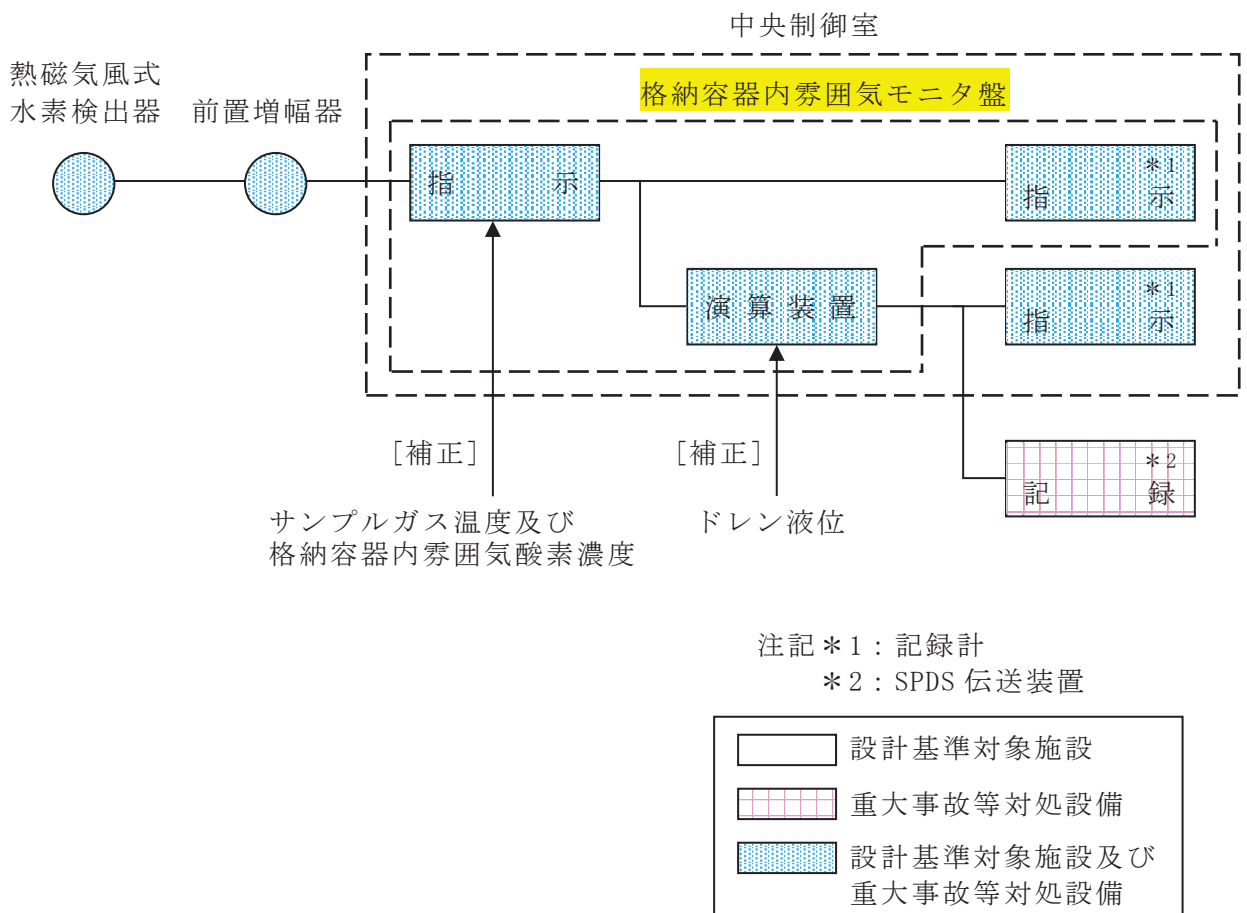 中央制御室
熱磁気風式
水素検出器
前置増幅器
格納容器内雰囲気モニタ盤
指示
*1
指示
演算装置
*1
指示
[補正]
[補正]
*2
記録
サンプルガス温度及び
格納容器内雰囲気酸素濃度
ドレン液位
注記*1:記録計
*2:SPDS伝送装置
設計基準対象施設
重大事故等対処設備
設計基準対象施設及び
重大事故等対処設備